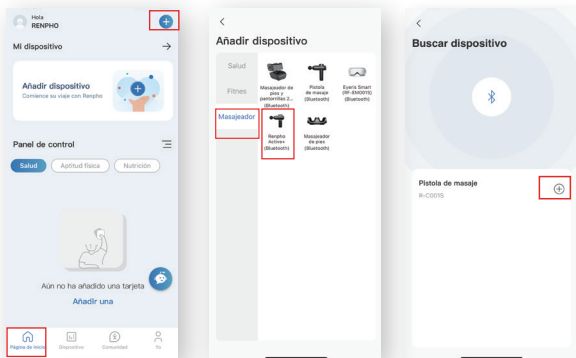 Hola
RENPHO
Mi dispositivo
Añadir dispositivo
Comience su viaje con Renpho
Panel de control
Salud
Aptitud física
Nutrición
Aún no ha añadido una tarjeta
Añadir una
Página de inicio
Dispositivo
Comunidad
Yo
Añadir dispositivo
Salud
Fitnes
Masajeador
Masajeador de
pies y
pantorrillas 2...
(Bluetooth)
Pistola
de masaje
(Bluetooth)
Eyeris Smart
(RF-EM001S)
(Bluetooth)
Renpho
Active+
(Bluetooth)
Masajeador
de pies
(Bluetooth)
Buscar dispositivo
Pistola de masaje
R-C001S